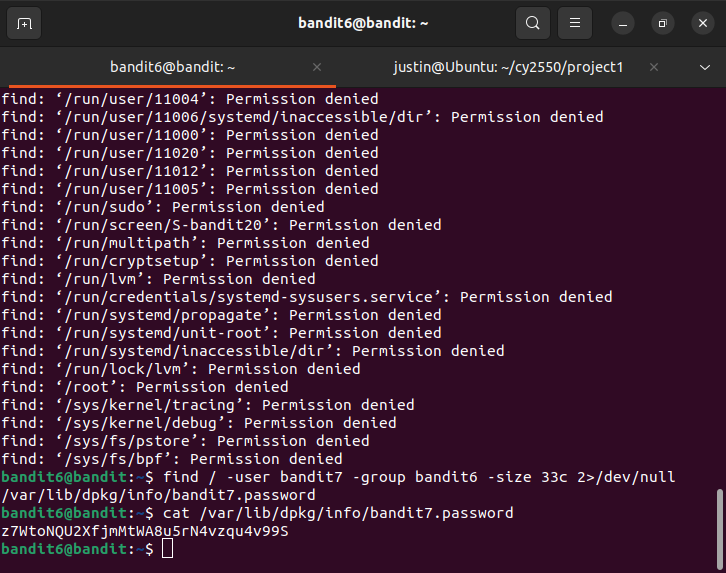 bandit6@bandit: ~
bandit6@bandit: ~
justin@Ubuntu: ~/cy2550/project1
find: ‘/run/user/11004’: Permission denied
find: ‘/run/user/11006/systemd/inaccessible/dir’: Permission denied
find: ‘/run/user/11000’: Permission denied
find: ‘/run/user/11020’: Permission denied
find: ‘/run/user/11012’: Permission denied
find: ‘/run/user/11005’: Permission denied
find: ‘/run/sudo’: Permission denied
find: ‘/run/screen/S-bandit20’: Permission denied
find: ‘/run/multipath’: Permission denied
find: ‘/run/cryptsetup’: Permission denied
find: ‘/run/lvm’: Permission denied
find: ‘/run/credentials/systemd-sysusers.service’: Permission denied
find: ‘/run/systemd/propagate’: Permission denied
find: ‘/run/systemd/unit-root’: Permission denied
find: ‘/run/systemd/inaccessible/dir’: Permission denied
find: ‘/run/lock/lvm’: Permission denied
find: ‘/root’: Permission denied
find: ‘/sys/kernel/tracing’: Permission denied
find: ‘/sys/kernel/debug’: Permission denied
find: ‘/sys/fs/pstore’: Permission denied
find: ‘/sys/fs/bpf’: Permission denied
bandit6@bandit:~$ find / -user bandit7 -group bandit6 -size 33c 2>/dev/null
/var/lib/dpkg/info/bandit7.password
bandit6@bandit:~$ cat /var/lib/dpkg/info/bandit7.password
z7WtoNQU2XfjmMtWA8u5rN4vzqu4v99S
bandit6@bandit:~$